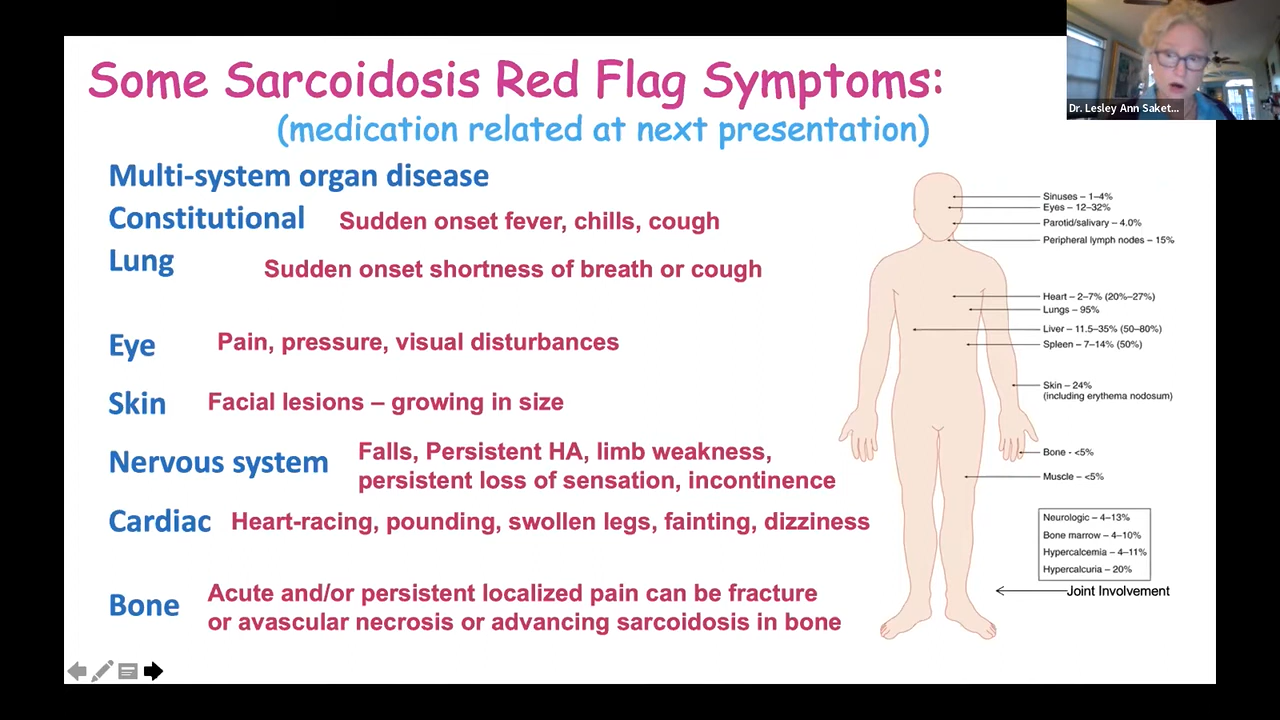 Some Sarcoidosis Red Flag Symptoms:
(medication related at next presentation)
Dr. Lesley Ann Saket...
Multi-system organ disease
Constitutional Sudden onset fever, chills, cough
Lung Sudden onset shortness of breath or cough
Eye Pain, pressure, visual disturbances
Skin Facial lesions – growing in size
Nervous system Falls, Persistent HA, limb weakness,
persistent loss of sensation, incontinence
Cardiac Heart-racing, pounding, swollen legs, fainting, dizziness
Bone Acute and/or persistent localized pain can be fracture
or avascular necrosis or advancing sarcoidosis in bone
Sinuses – 1–4%
Eyes – 12–32%
Parotid/salivary – 4.0%
Peripheral lymph nodes – 15%
Heart – 2–7% (20%–27%)
Lungs – 95%
Liver – 11.5–35% (50–80%)
Spleen – 7–14% (50%)
Skin – 24%
(including erythema nodosum)
Bone - <5%
Muscle – <5%
Neurologic – 4–13%
Bone marrow – 4–10%
Hypercalcemia – 4–11%
Hypercalcuria – 20%
Joint Involvement